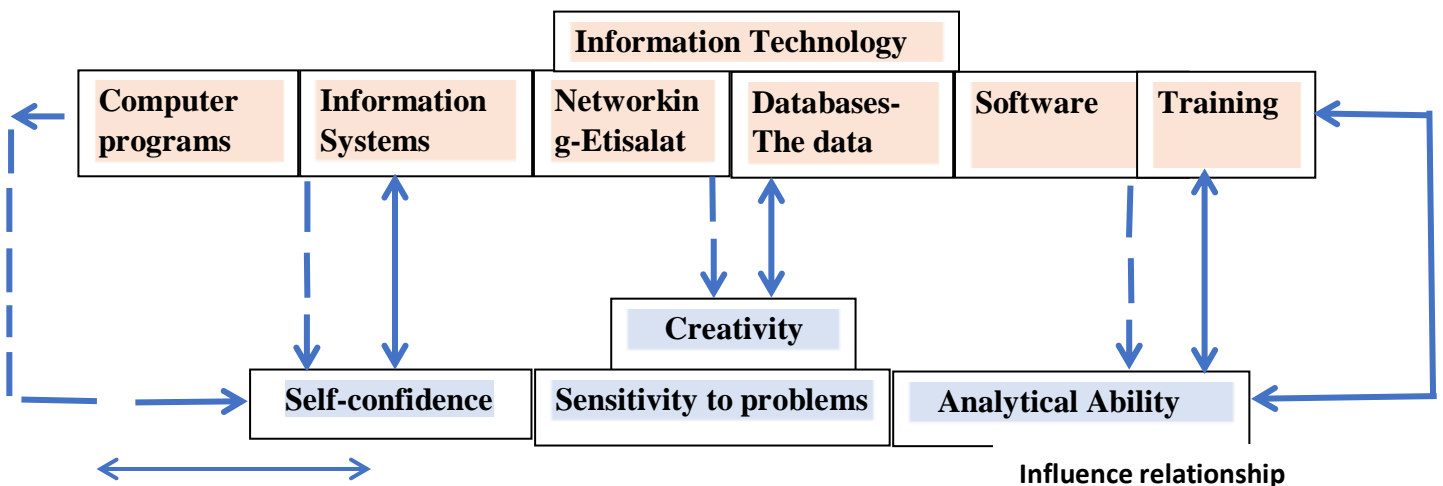 Information Technology
Computer programs
Information Systems
Networkin
g-Etisalat
Databases-
The data
Software
Training
Creativity
Self-confidence
Sensitivity to problems
Analytical Ability
Influence relationship